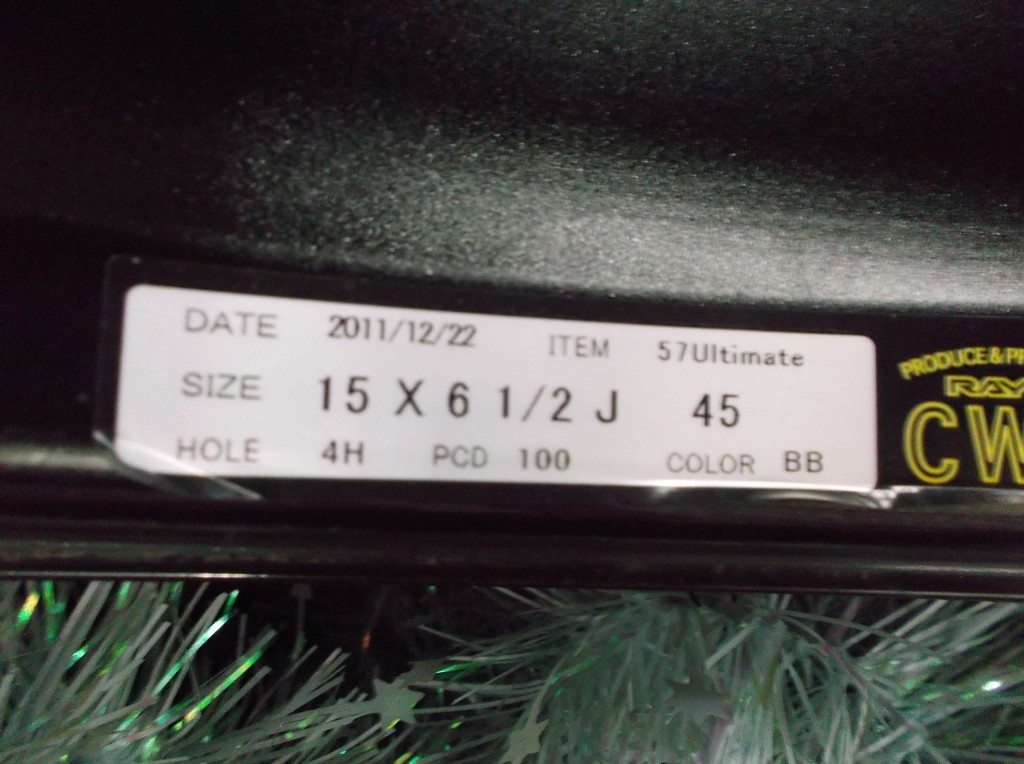 DATE 2011/12/22 ITEM 57Ultimate
SIZE 15 X 6 1/2 J 45
HOLE 4H PCD 100 COLOR BB
PRODUCE & PR
RAY
CW